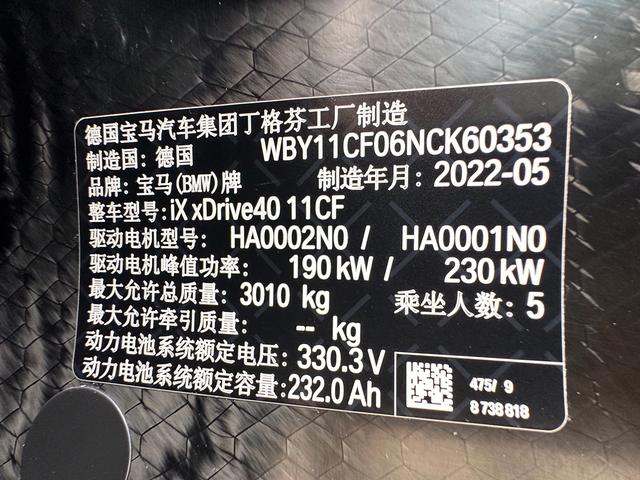 德国宝马汽车集团丁格芬工厂制造
制造国: 德国 WBY11CF06NCK60353
品牌: 宝马(BMW)牌 制造年月: 2022-05
整车型号: iX xDrive40 11CF
驱动电机型号: HA0002N0 / HA0001N0
驱动电机峰值功率: 190 kW / 230 kW
最大允许总质量: 3010 kg 乘坐人数: 5
最大允许牵引质量: -- kg
动力电池系统额定电压: 330.3 V
动力电池系统额定容量: 232.0 Ah
475/ 9
8 738 818